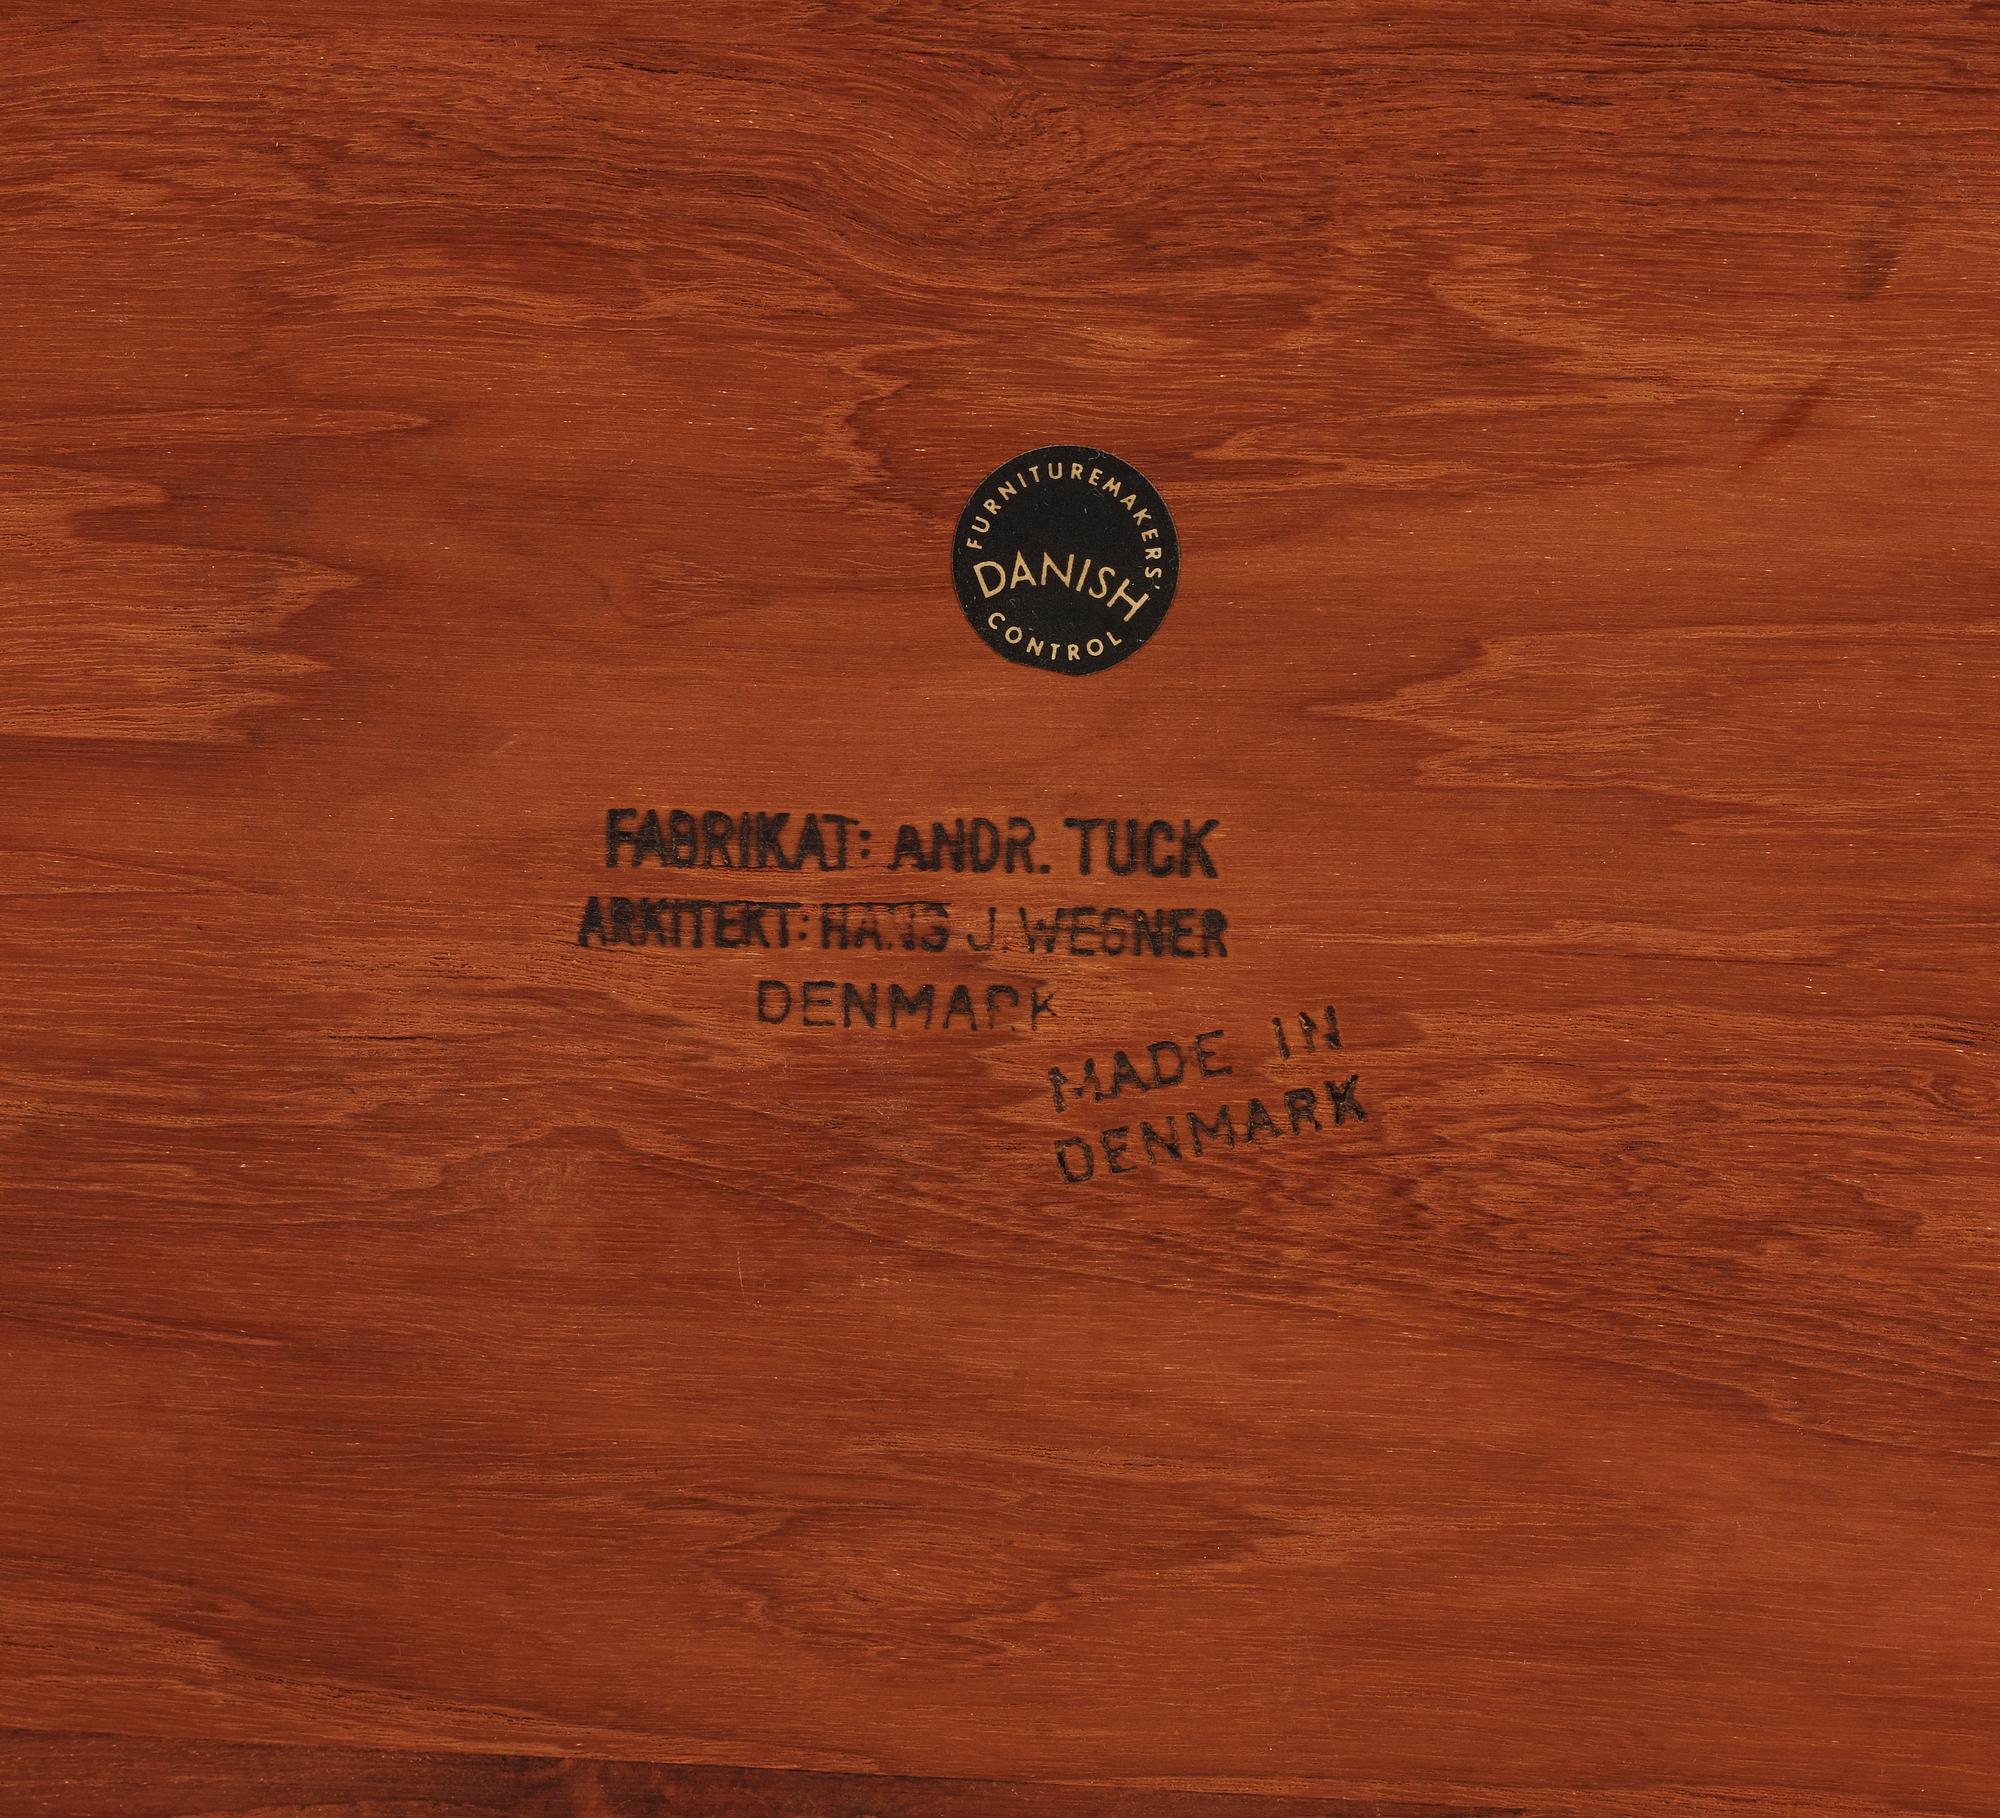 FURNITUREMAKERS'
DANISH
CONTROL
FABRIKAT: ANDR. TUCK
ARKITEKT: HANS J. WEGNER
DENMARK
MADE IN
DENMARK